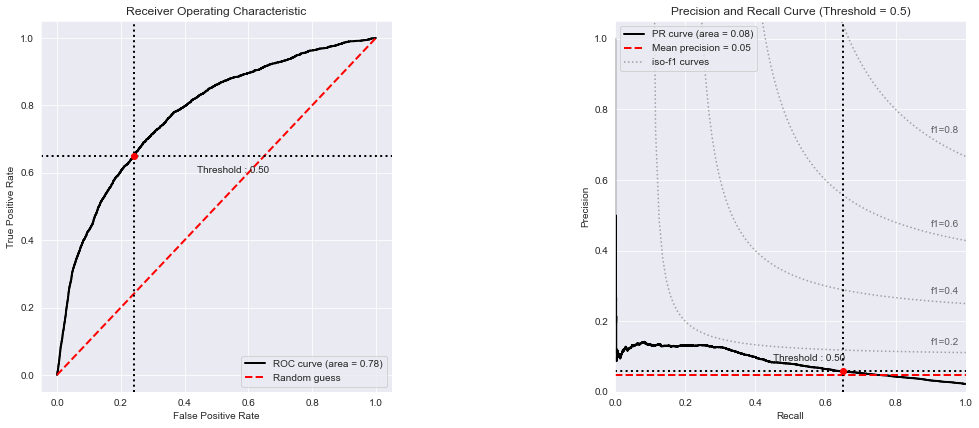 Receiver Operating Characteristic
1.0
0.8
0.6
0.4
0.2
0.0
True Positive Rate
Threshold : 0.50
ROC curve (area = 0.78)
Random guess
0.0 0.2 0.4 0.6 0.8 1.0
False Positive Rate
Precision and Recall Curve (Threshold = 0.5)
PR curve (area = 0.08)
Mean precision = 0.05
iso-f1 curves
1.0
0.8
0.6
0.4
0.2
0.0
Precision
f1=0.8
f1=0.6
f1=0.4
f1=0.2
Threshold : 0.50
0.0 0.2 0.4 0.6 0.8 1.0
Recall